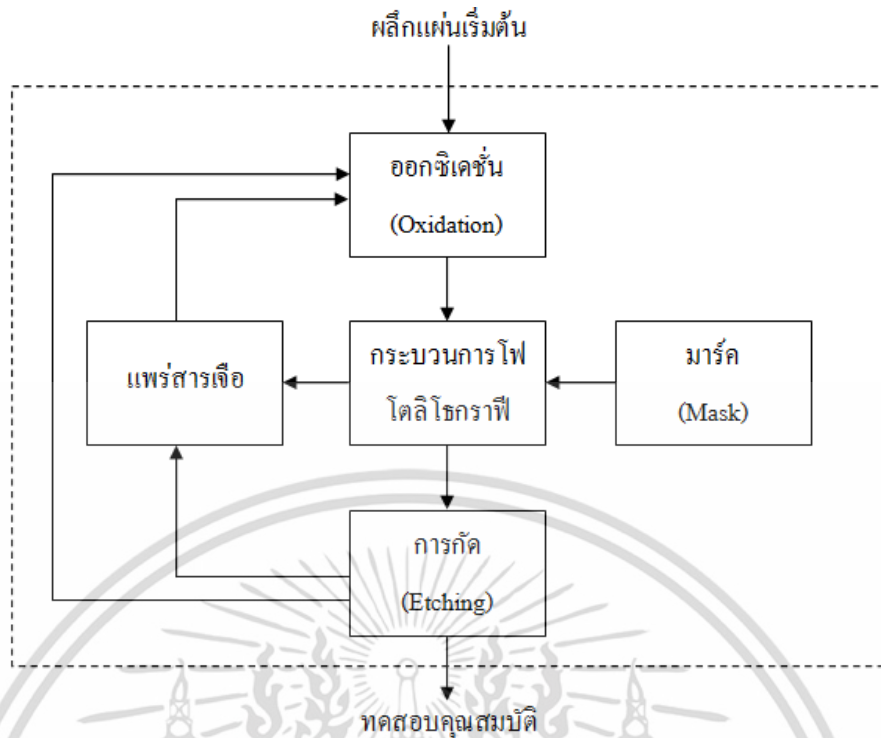 ผลึกแผ่นเริ่มต้น
ออกซิเดชั่น
(Oxidation)
แพร่สารเจือ
กระบวนการโฟ
โตลิโธกราฟี
มาร์ค
(Mask)
การกัด
(Etching)
ทดสอบคุณสมบัติ